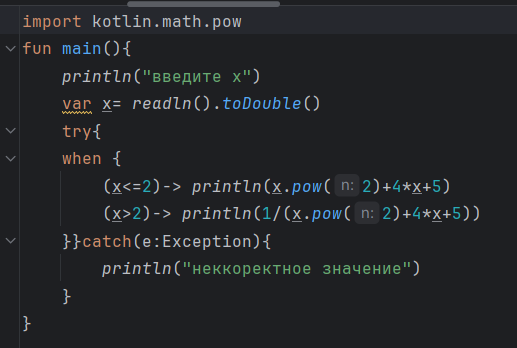 import kotlin.math.pow
fun main(){
println("введите x")
var x= readln().toDouble()
try{
when {
(x<=2)-> println(x.pow( n: 2)+4*x+5)
(x>2)-> println(1/(x.pow( n: 2)+4*x+5))
}}catch(e:Exception){
println("неккоректное значение")
}
}